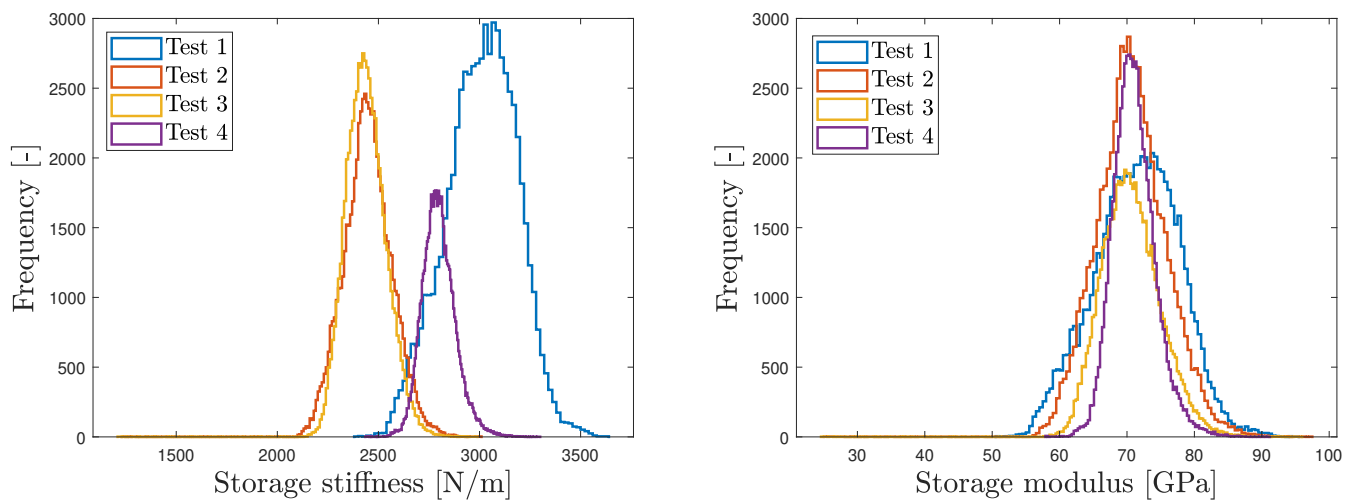 3000
2500
2000
1500
1000
500
0
Frequency [-]
Test 1
Test 2
Test 3
Test 4
1500 2000 2500 3000 3500
Storage stiffness [N/m]
3000
2500
2000
1500
1000
500
0
Frequency [-]
Test 1
Test 2
Test 3
Test 4
30 40 50 60 70 80 90 100
Storage modulus [GPa]